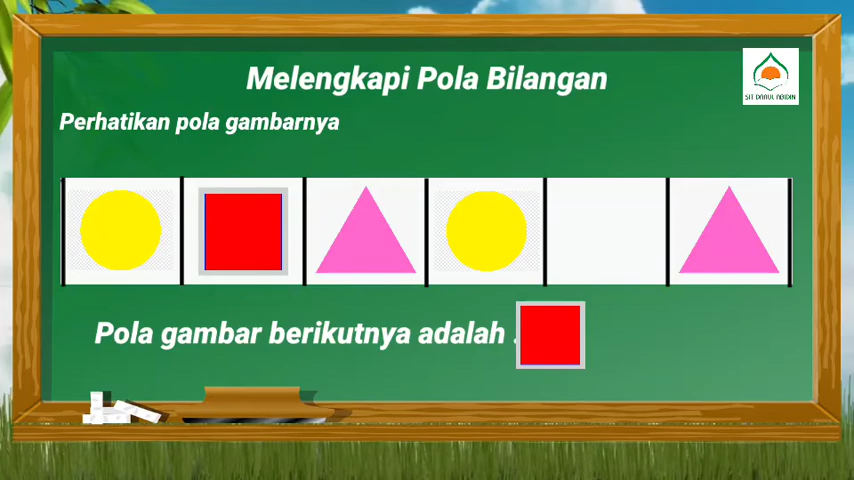 Melengkapi Pola Bilangan
SIT DARUL ABIDIN
Perhatikan pola gambarnya
Pola gambar berikutnya adalah .